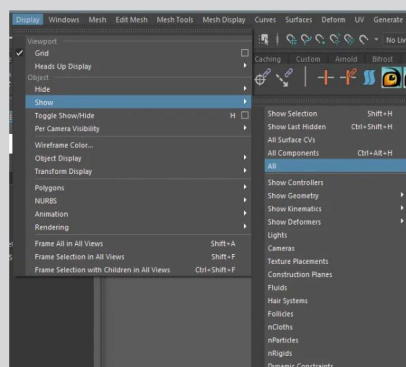 Display Windows Mesh Edit Mesh Mesh Tools Mesh Display Curves Surfaces Deform UV Generate
Viewport
Grid
Heads Up Display
Object
Hide
Show
Toggle Show/Hide H
Per Camera Visibility
Wireframe Color...
Object Display
Transform Display
Polygons
NURBS
Animation
Rendering
Frame All in All Views Shift+A
Frame Selection in All Views Shift+F
Frame Selection with Children in All Views Ctrl+Shift+F
No Liv
Caching Custom Arnold Bifrost
Show Selection Shift+H
Show Last Hidden Ctrl+Shift+H
All Surface CVs
All Components Ctrl+Alt+H
All
Show Controllers
Show Geometry
Show Kinematics
Show Deformers
Lights
Cameras
Texture Placements
Construction Planes
Fluids
Hair Systems
Follicles
nCloths
nParticles
nRigids
Dynamic Constraints